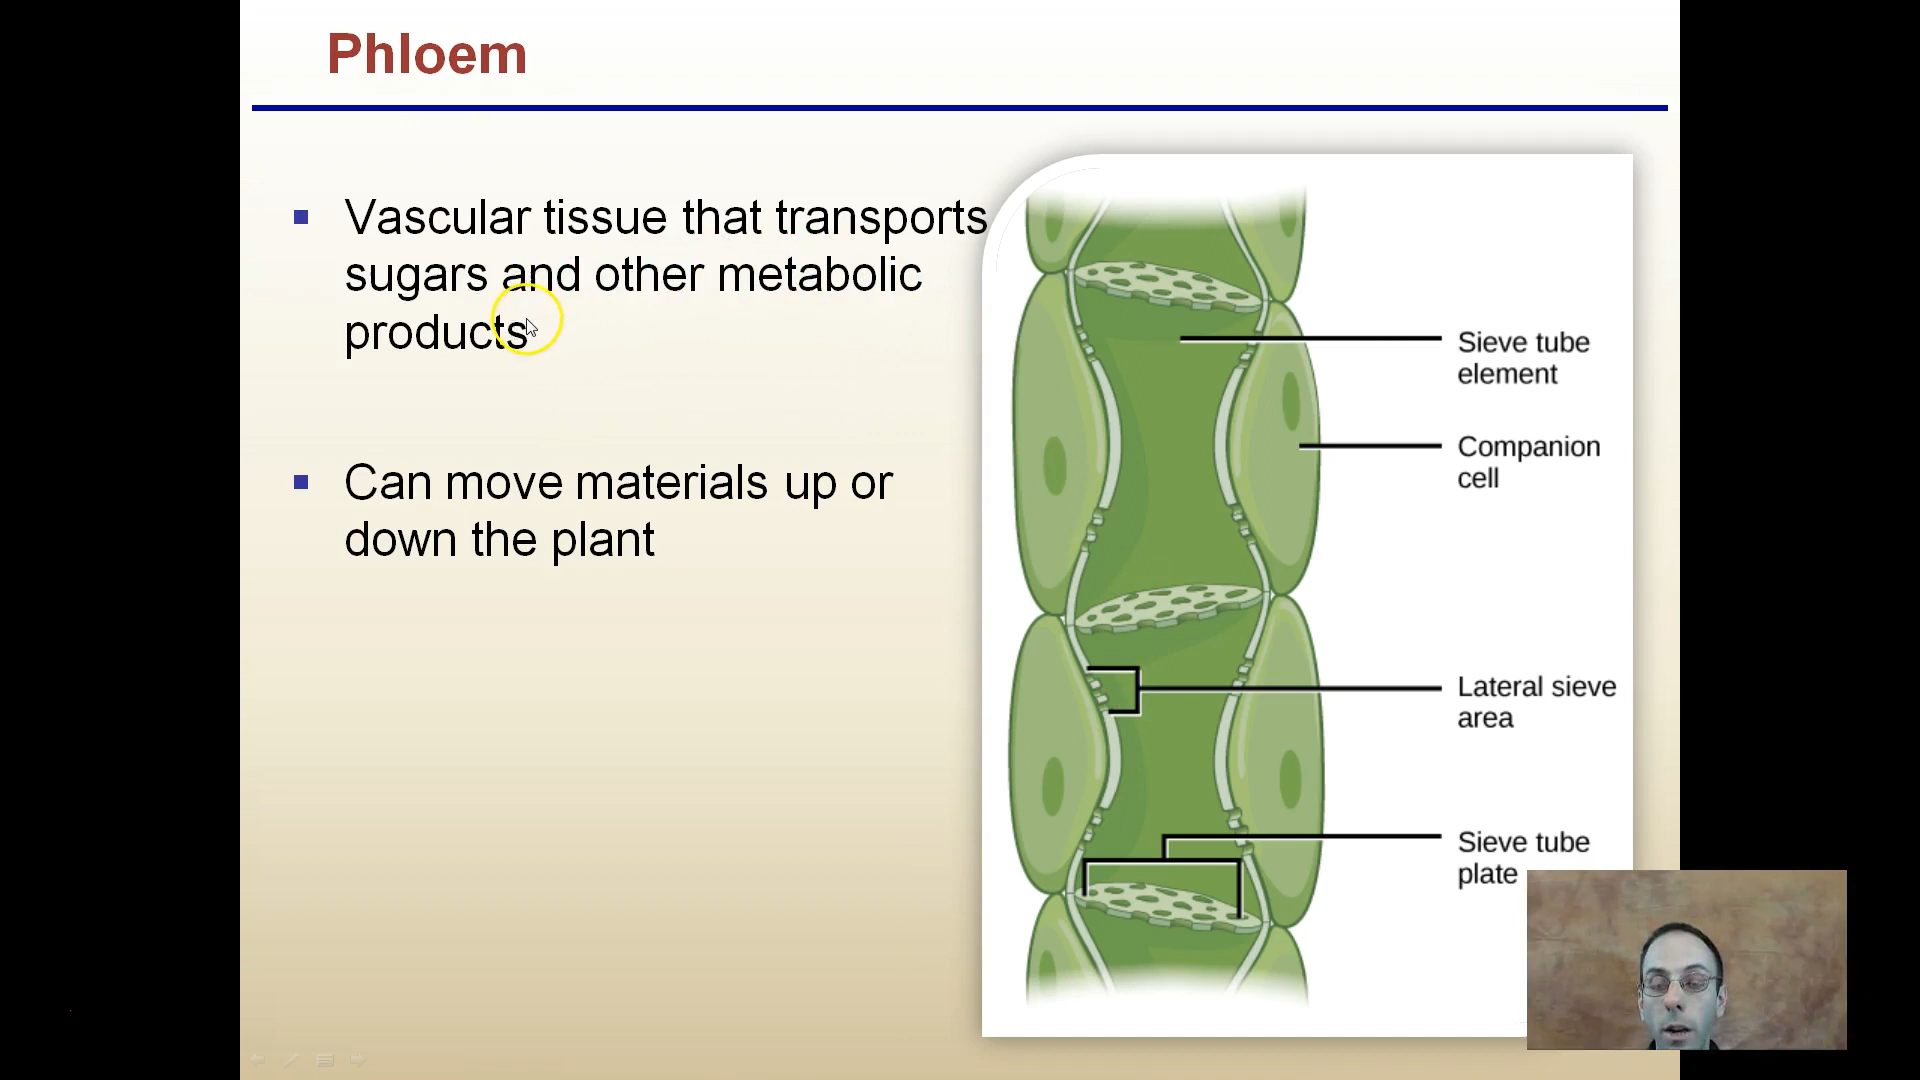 Phloem
Vascular tissue that transports
sugars and other metabolic
products
Can move materials up or
down the plant
Sieve tube
element
Companion
cell
Lateral sieve
area
Sieve tube
plate